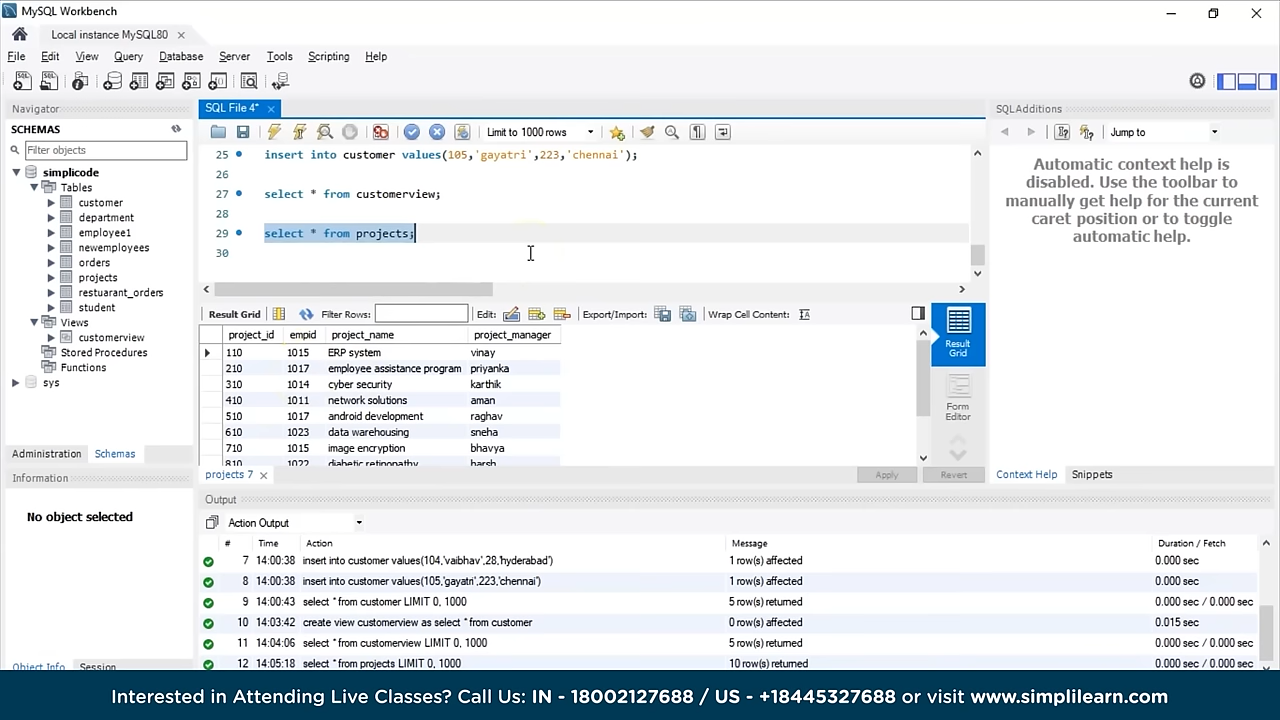 MySQL Workbench
Local instance MySQL80
File Edit View Query Database Server Tools Scripting Help
Navigator
SCHEMAS
Filter objects
simplicode
Tables
customer
department
employee1
newemployees
orders
projects
restuarant_orders
student
Views
customerview
Stored Procedures
Functions
sys
Administration Schemas
Information
No object selected
Object Info Session
SQL File 4*
Limit to 1000 rows
25 insert into customer values(105,'gayatri',223,'chennai');
26
27 select * from customerview;
28
29 select * from projects;
30
Result Grid Filter Rows: Edit: Export/Import: Wrap Cell Content:
project_id empid project_name project_manager
110 1015 ERP system vinay
210 1017 employee assistance program priyanka
310 1014 cyber security karthik
410 1011 network solutions aman
510 1017 android development raghav
610 1023 data warehousing sneha
710 1015 image encryption bhavya
810 1022 diabetic retinopathy harsh
Result
Grid
Form
Editor
projects 7
Apply Revert
SQLAdditions
Jump to
Automatic context help is
disabled. Use the toolbar to
manually get help for the current
caret position or to toggle
automatic help.
Context Help Snippets
Output
Action Output
# Time Action Message Duration / Fetch
7 14:00:38 insert into customer values(104,'vaibhav',28,'hyderabad') 1 row(s) affected 0.000 sec
8 14:00:38 insert into customer values(105,'gayatri',223,'chennai') 1 row(s) affected 0.000 sec
9 14:00:43 select * from customer LIMIT 0, 1000 5 row(s) returned 0.000 sec / 0.000 sec
10 14:03:42 create view customerview as select * from customer 0 row(s) affected 0.015 sec
11 14:04:06 select * from customerview LIMIT 0, 1000 5 row(s) returned 0.000 sec / 0.000 sec
12 14:05:18 select * from projects LIMIT 0, 1000 10 row(s) returned 0.000 sec / 0.000 sec
Interested in Attending Live Classes? Call Us: IN - 18002127688 / US - +18445327688 or visit www.simplilearn.com